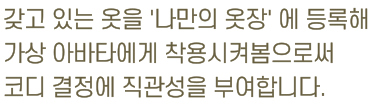 갖고 있는 옷을 '나만의 옷장' 에 등록해
가상 아바타에게 착용시켜봄으로써
코디 결정에 직관성을 부여합니다.